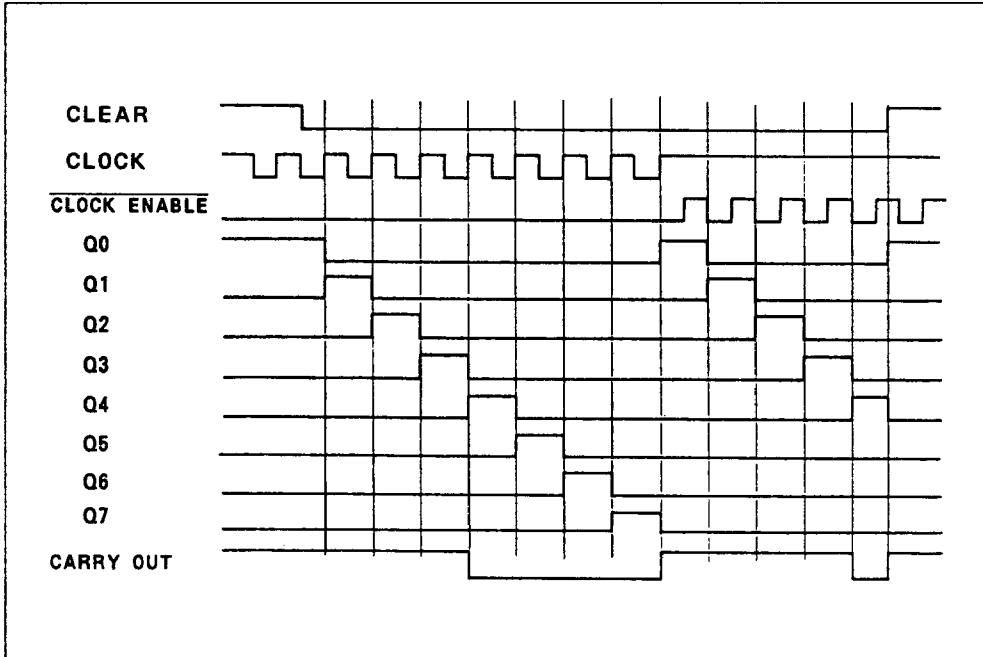 CLEAR
CLOCK
CLOCK ENABLE
Q0
Q1
Q2
Q3
Q4
Q5
Q6
Q7
CARRY OUT